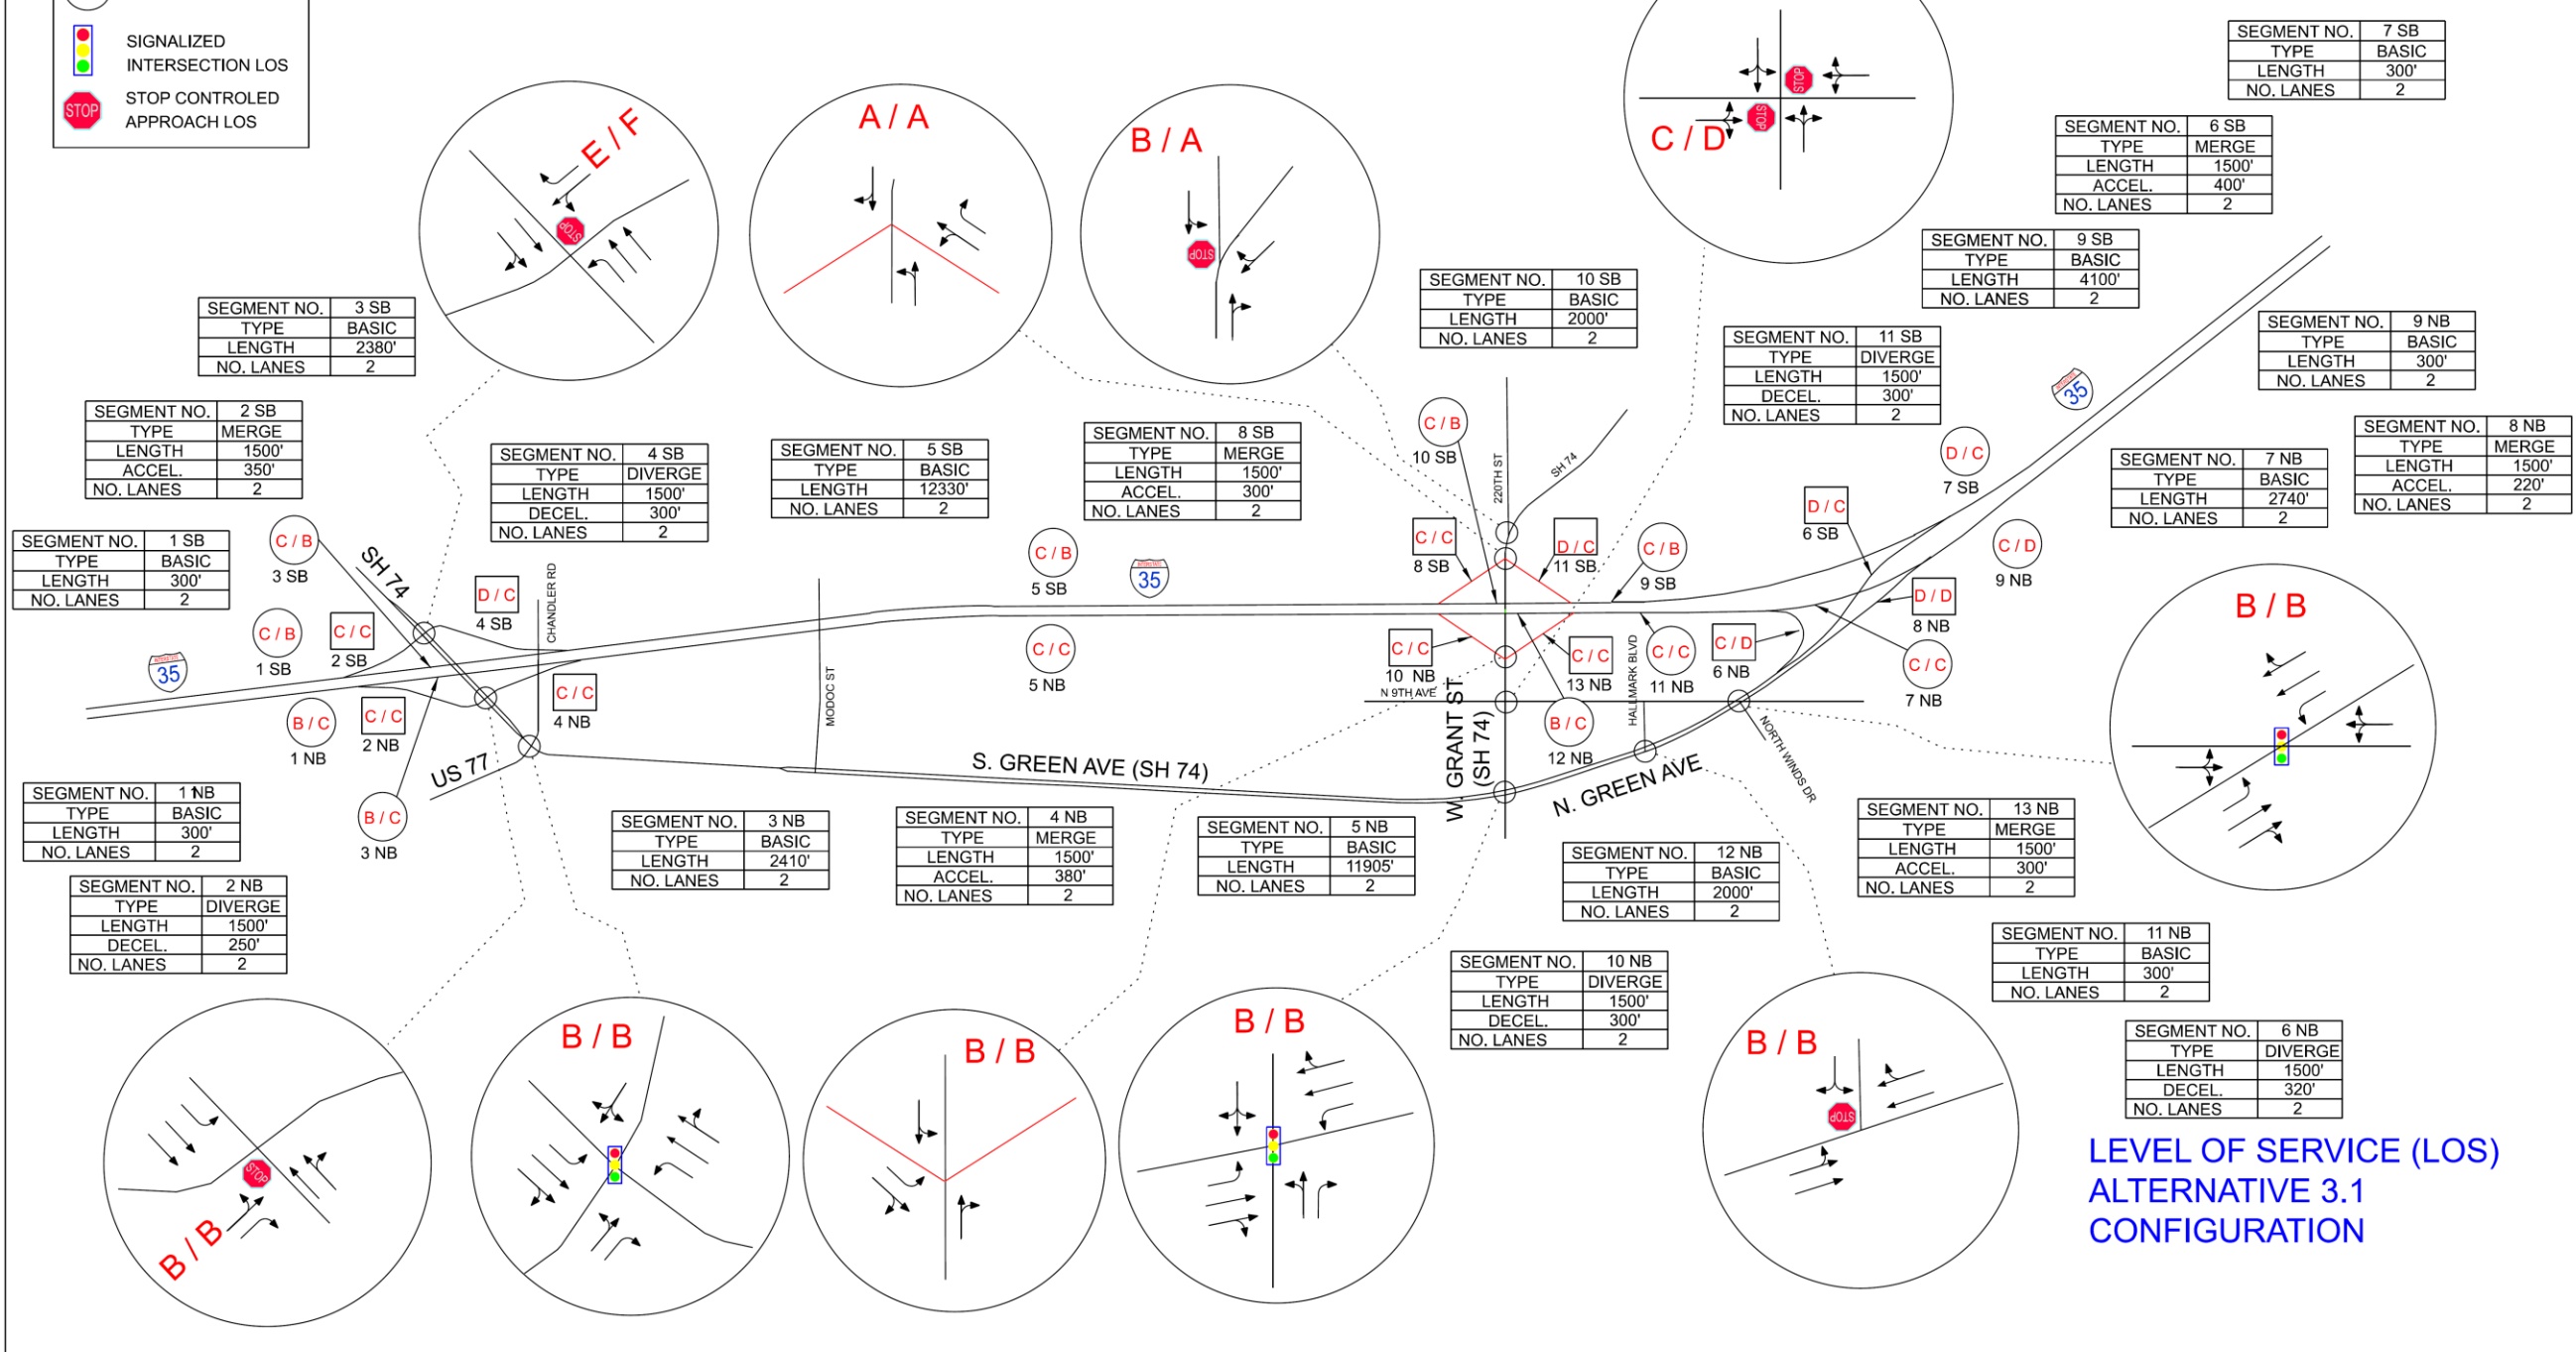 SIGNALIZED
INTERSECTION LOS
STOP
STOP CONTROLED
APPROACH LOS
E / F
STOP
A / A
B / A
STOP
C / D
STOP
STOP
SEGMENT NO. 7 SB
TYPE BASIC
LENGTH 300'
NO. LANES 2
SEGMENT NO. 6 SB
TYPE MERGE
LENGTH 1500'
ACCEL. 400'
NO. LANES 2
SEGMENT NO. 9 SB
TYPE BASIC
LENGTH 4100'
NO. LANES 2
SEGMENT NO. 10 SB
TYPE BASIC
LENGTH 2000'
NO. LANES 2
SEGMENT NO. 3 SB
TYPE BASIC
LENGTH 2380'
NO. LANES 2
SEGMENT NO. 11 SB
TYPE DIVERGE
LENGTH 1500'
DECEL. 300'
NO. LANES 2
SEGMENT NO. 9 NB
TYPE BASIC
LENGTH 300'
NO. LANES 2
SEGMENT NO. 2 SB
TYPE MERGE
LENGTH 1500'
ACCEL. 350'
NO. LANES 2
SEGMENT NO. 4 SB
TYPE DIVERGE
LENGTH 1500'
DECEL. 300'
NO. LANES 2
SEGMENT NO. 5 SB
TYPE BASIC
LENGTH 12330'
NO. LANES 2
SEGMENT NO. 8 SB
TYPE MERGE
LENGTH 1500'
ACCEL. 300'
NO. LANES 2
SEGMENT NO. 7 NB
TYPE BASIC
LENGTH 2740'
NO. LANES 2
SEGMENT NO. 8 NB
TYPE MERGE
LENGTH 1500'
ACCEL. 220'
NO. LANES 2
SEGMENT NO. 1 SB
TYPE BASIC
LENGTH 300'
NO. LANES 2
C / B
3 SB
SH 74
C / B
1 SB
C / C
2 SB
D / C
4 SB
CHANDLER RD
35
B / C
1 NB
C / C
2 NB
B / C
3 NB
C / C
4 NB
US 77
MODOC ST
C / B
5 SB
INTERSTATE
35
C / C
5 NB
S. GREEN AVE (SH 74)
C / B
10 SB
220TH ST
SH 74
C / C
8 SB
D / C
11 SB
C / B
9 SB
D / C
6 SB
D / C
7 SB
35
C / D
9 NB
C / C
10 NB
N 9TH AVE
C / C
13 NB
C / C
11 NB
C / D
6 NB
D / D
8 NB
C / C
7 NB
B / C
12 NB
HALLMARK BLVD
W. GRANT ST
(SH 74)
N. GREEN AVE
NORTH WINDS DR
B / B
SEGMENT NO. 1 NB
TYPE BASIC
LENGTH 300'
NO. LANES 2
SEGMENT NO. 2 NB
TYPE DIVERGE
LENGTH 1500'
DECEL. 250'
NO. LANES 2
SEGMENT NO. 3 NB
TYPE BASIC
LENGTH 2410'
NO. LANES 2
SEGMENT NO. 4 NB
TYPE MERGE
LENGTH 1500'
ACCEL. 380'
NO. LANES 2
SEGMENT NO. 5 NB
TYPE BASIC
LENGTH 11905'
NO. LANES 2
SEGMENT NO. 12 NB
TYPE BASIC
LENGTH 2000'
NO. LANES 2
SEGMENT NO. 13 NB
TYPE MERGE
LENGTH 1500'
ACCEL. 300'
NO. LANES 2
SEGMENT NO. 10 NB
TYPE DIVERGE
LENGTH 1500'
DECEL. 300'
NO. LANES 2
SEGMENT NO. 11 NB
TYPE BASIC
LENGTH 300'
NO. LANES 2
SEGMENT NO. 6 NB
TYPE DIVERGE
LENGTH 1500'
DECEL. 320'
NO. LANES 2
STOP
B / B
B / B
B / B
B / B
B / B
STOP
LEVEL OF SERVICE (LOS)
ALTERNATIVE 3.1
CONFIGURATION